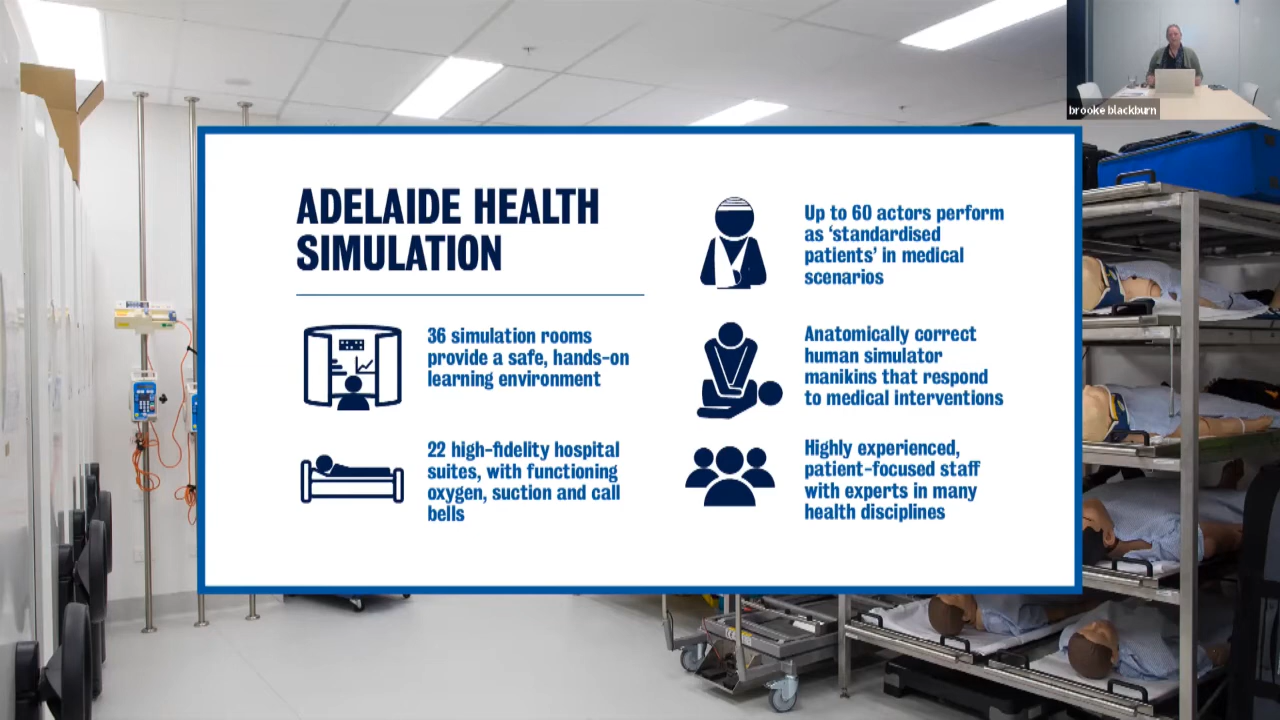 brooke blackburn
ADELAIDE HEALTH
SIMULATION
36 simulation rooms
provide a safe, hands-on
learning environment
22 high-fidelity hospital
suites, with functioning
oxygen, suction and call
bells
Up to 60 actors perform
as ‘standardised
patients’ in medical
scenarios
Anatomically correct
human simulator
manikins that respond
to medical interventions
Highly experienced,
patient-focused staff
with experts in many
health disciplines